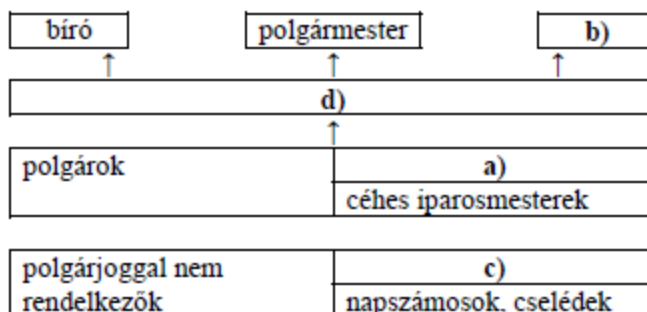 bíró polgármester b)
d)
polgárok a)
céhes iparosmesterek
polgárjoggal nem c)
rendelkezők napszámosok, cselédek